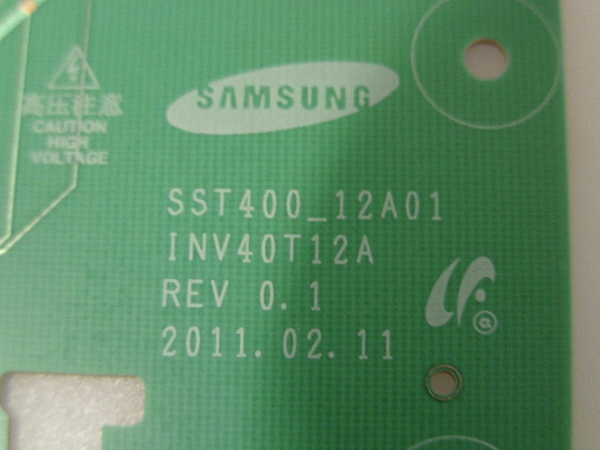 SAMSUNG
高压注意
CAUTION
HIGH
VOLTAGE
SST400_12A01
INV40T12A
REV 0.1
2011.02.11
@